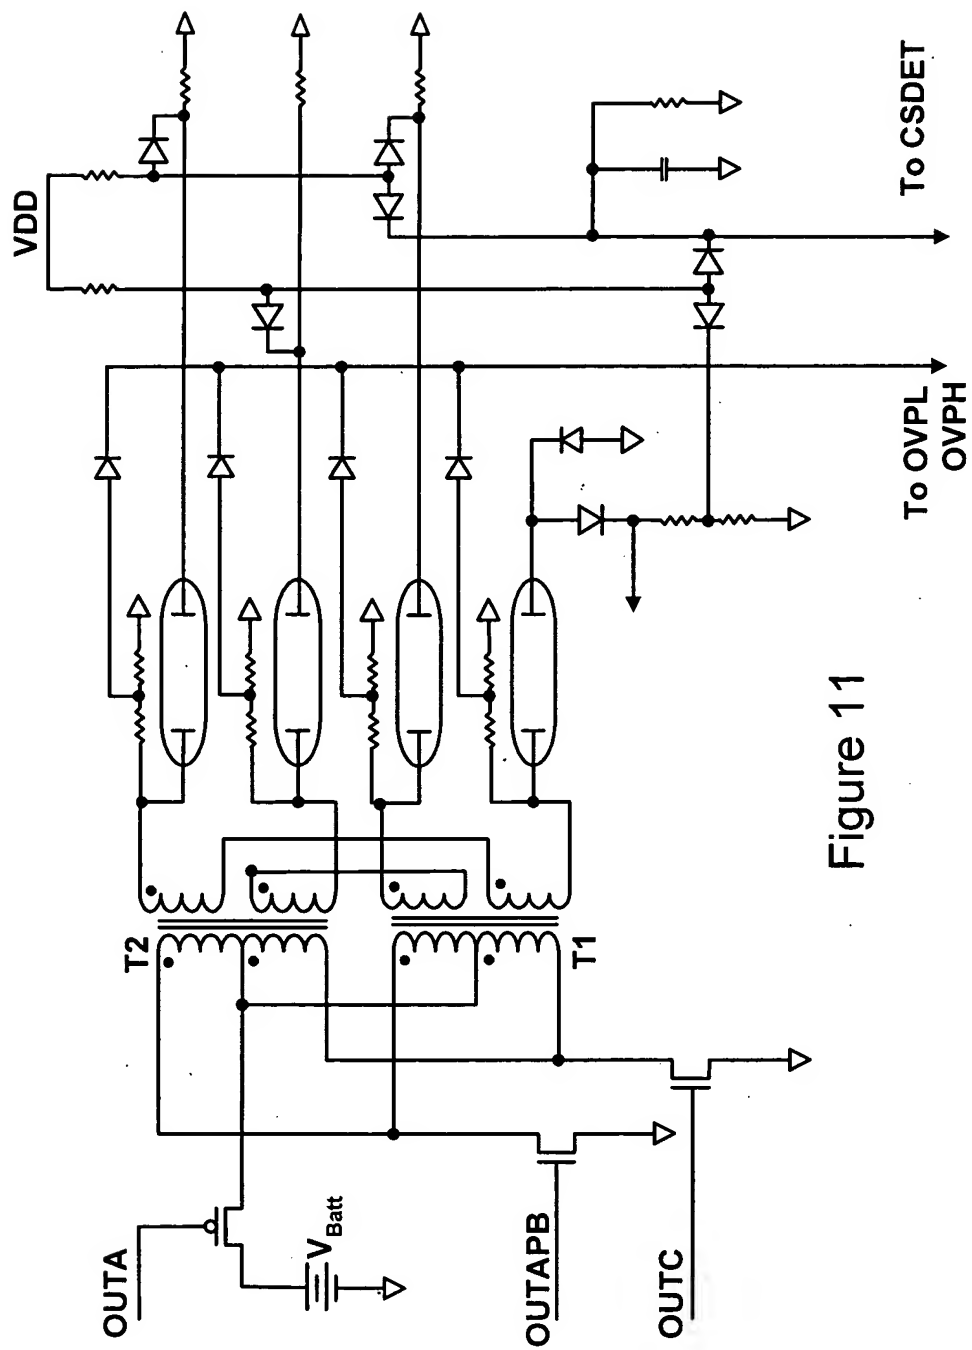 OUTA
VBatt
OUTAPB
OUTC
T2
T1
VDD
To OVPL
OVPH
To CSDET
Figure 11